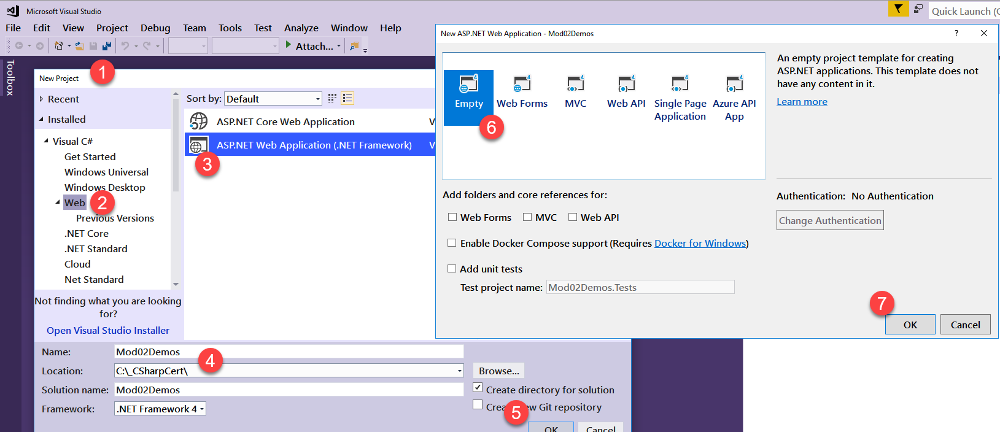 Microsoft Visual Studio
Quick Launch (C
File Edit View Project Debug Team Tools Test Analyze Window Help
Attach...
Toolbox
New Project
1
Recent
Installed
Visual C#
Get Started
Windows Universal
Windows Desktop
Web
2
Previous Versions
.NET Core
.NET Standard
Cloud
Net Standard
Not finding what you are looking
for?
Open Visual Studio Installer
Sort by: Default
ASP.NET Core Web Application V
ASP.NET Web Application (.NET Framework) V
3
Name: Mod02Demos
4
Location: C:\_CSharpCert\
Browse...
Solution name: Mod02Demos
Create directory for solution
Framework: .NET Framework 4
Git repository
5
OK Cancel
New ASP.NET Web Application - Mod02Demos
?
4 4 4 4 4 4
Empty Web Forms MVC Web API Single Page
Application Azure API
App
6
An empty project template for creating
ASP.NET applications. This template does not
have any content in it.
Learn more
Add folders and core references for:
Web Forms MVC Web API
Enable Docker Compose support (Requires Docker for Windows)
Add unit tests
Test project name: Mod02Demos.Tests
Authentication: No Authentication
Change Authentication
7
OK Cancel